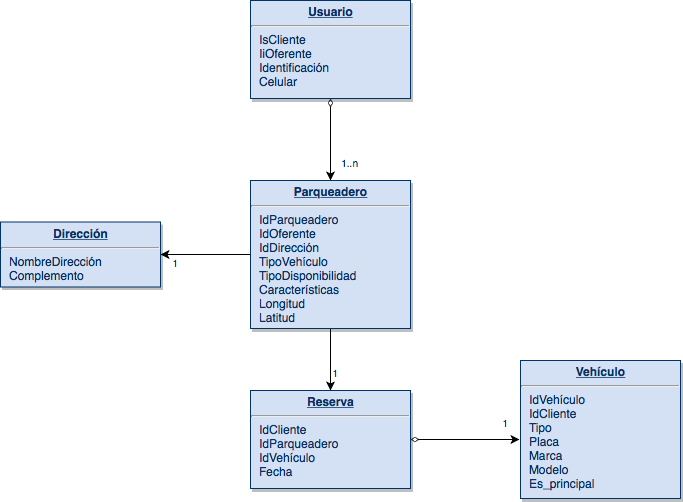 Usuario
IsCliente
IiOferente
Identificación
Celular
1..n
Parqueadero
IdParqueadero
IdOferente
IdDirección
TipoVehículo
TipoDisponibilidad
Características
Longitud
Latitud
Dirección
NombreDirección
Complemento
1
1
Reserva
IdCliente
IdParqueadero
IdVehículo
Fecha
1
Vehículo
IdVehículo
IdCliente
Tipo
Placa
Marca
Modelo
Es_principal